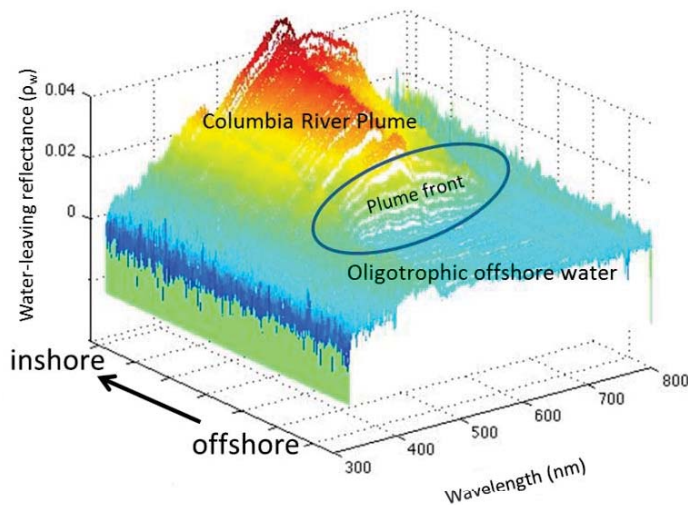 Water-leaving reflectance (ρw)
0.04
0.02
0
Columbia River Plume
Plume front
Oligotrophic offshore water
inshore
offshore
300
400
500
600
700
800
Wavelength (nm)